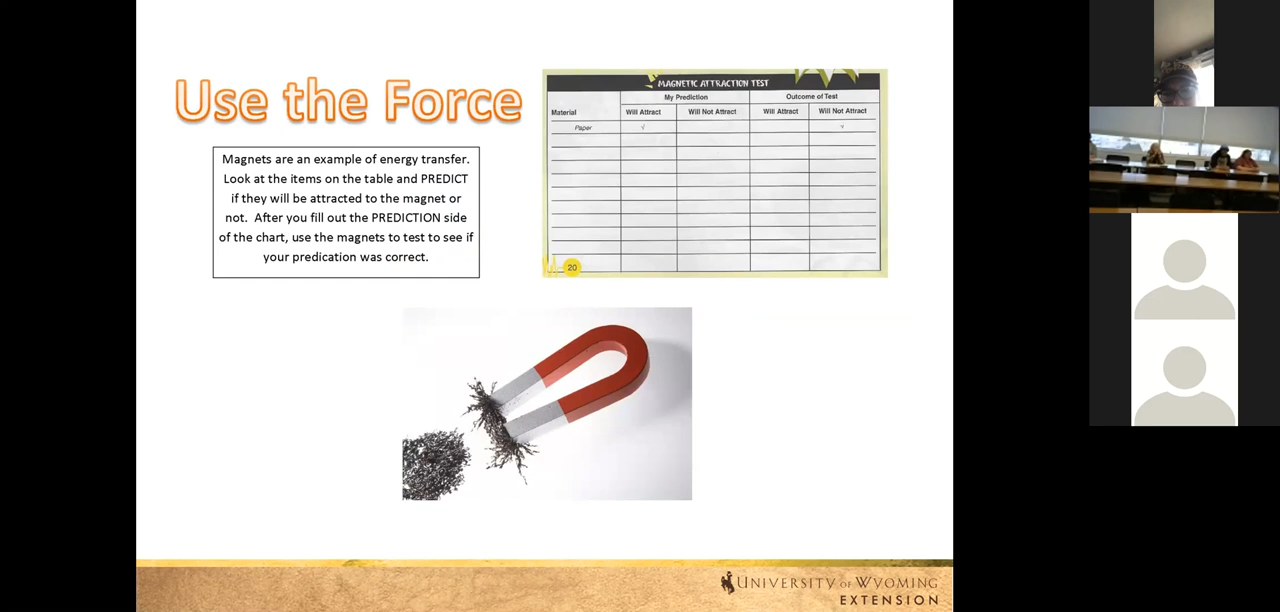 Use the Force
Magnets are an example of energy transfer.
Look at the items on the table and PREDICT
if they will be attracted to the magnet or
not. After you fill out the PREDICTION side
of the chart, use the magnets to test to see if
your predication was correct.
MAGNETIC ATTRACTION TEST
My Prediction Outcome of Test
Material Will Attract Will Not Attract Will Attract Will Not Attract
Paper √ √
20
UNIVERSITY OF WYOMING
EXTENSION